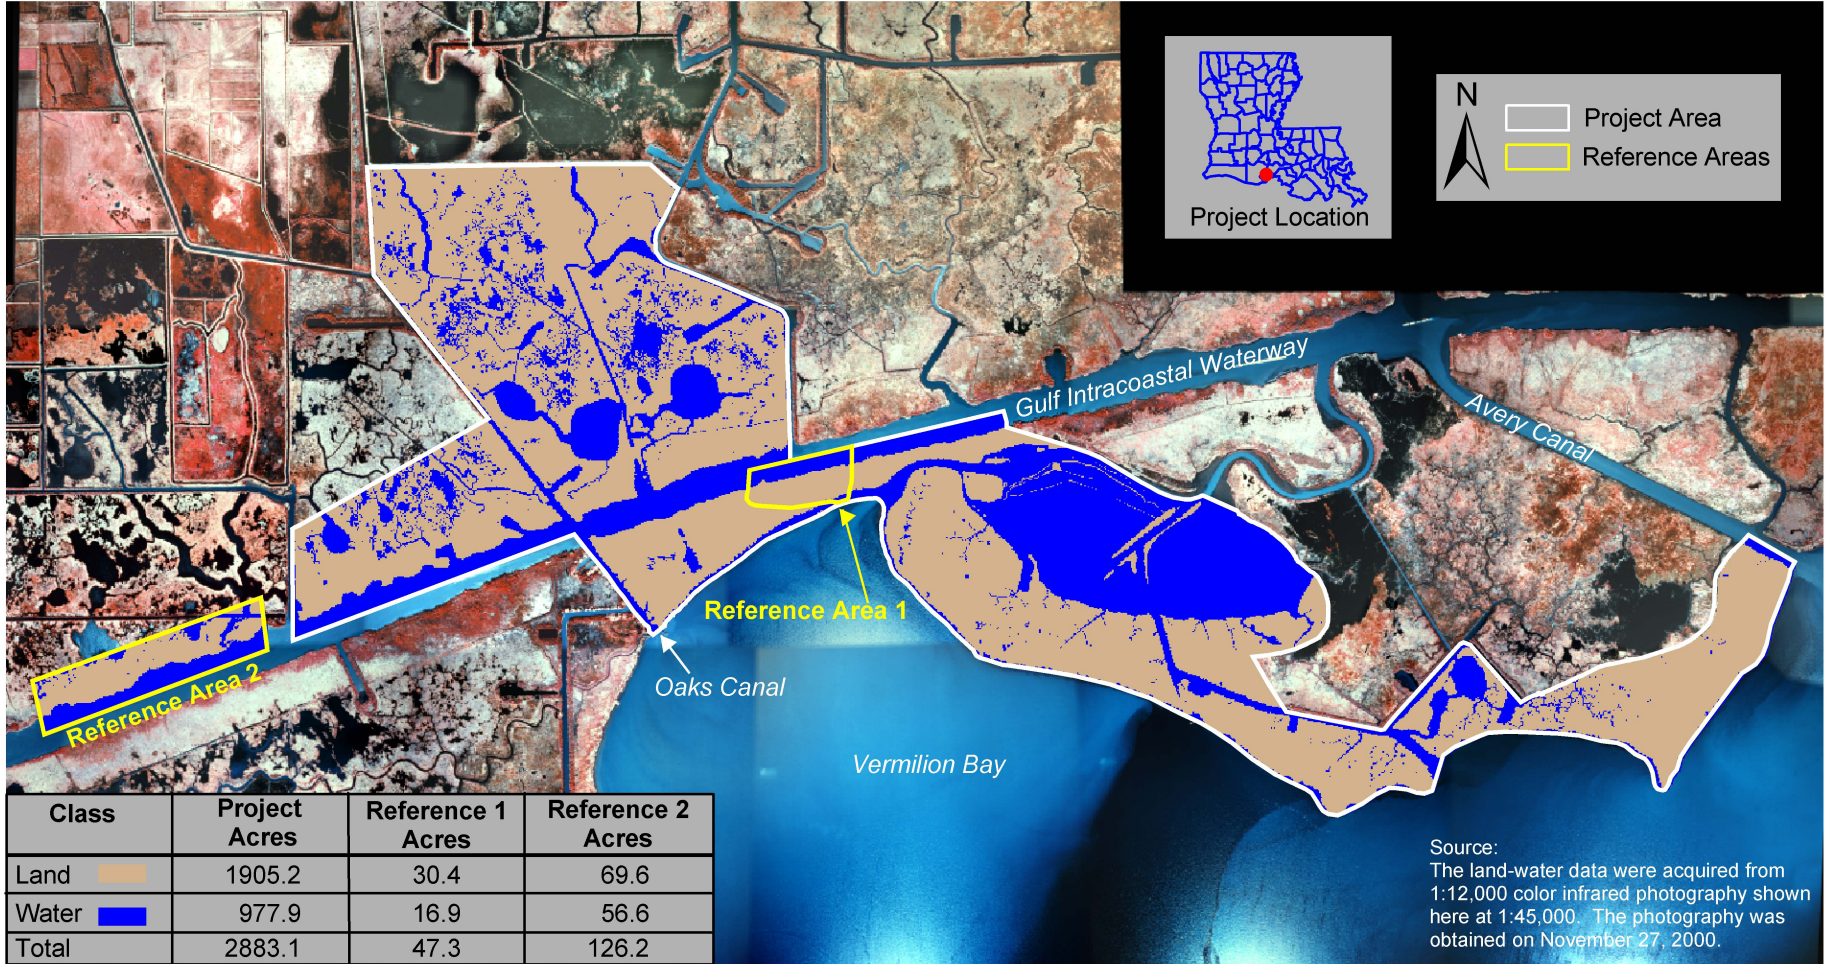 N
Project Area
Reference Areas
Project Location
Gulf Intracoastal Waterway
Avery Canal
Reference Area 1
Oaks Canal
Reference Area 2
Vermilion Bay
Class Project Acres Reference 1 Acres Reference 2 Acres
Land 1905.2 30.4 69.6
Water 977.9 16.9 56.6
Total 2883.1 47.3 126.2
Source:
The land-water data were acquired from
1:12,000 color infrared photography shown
here at 1:45,000. The photography was
obtained on November 27, 2000.